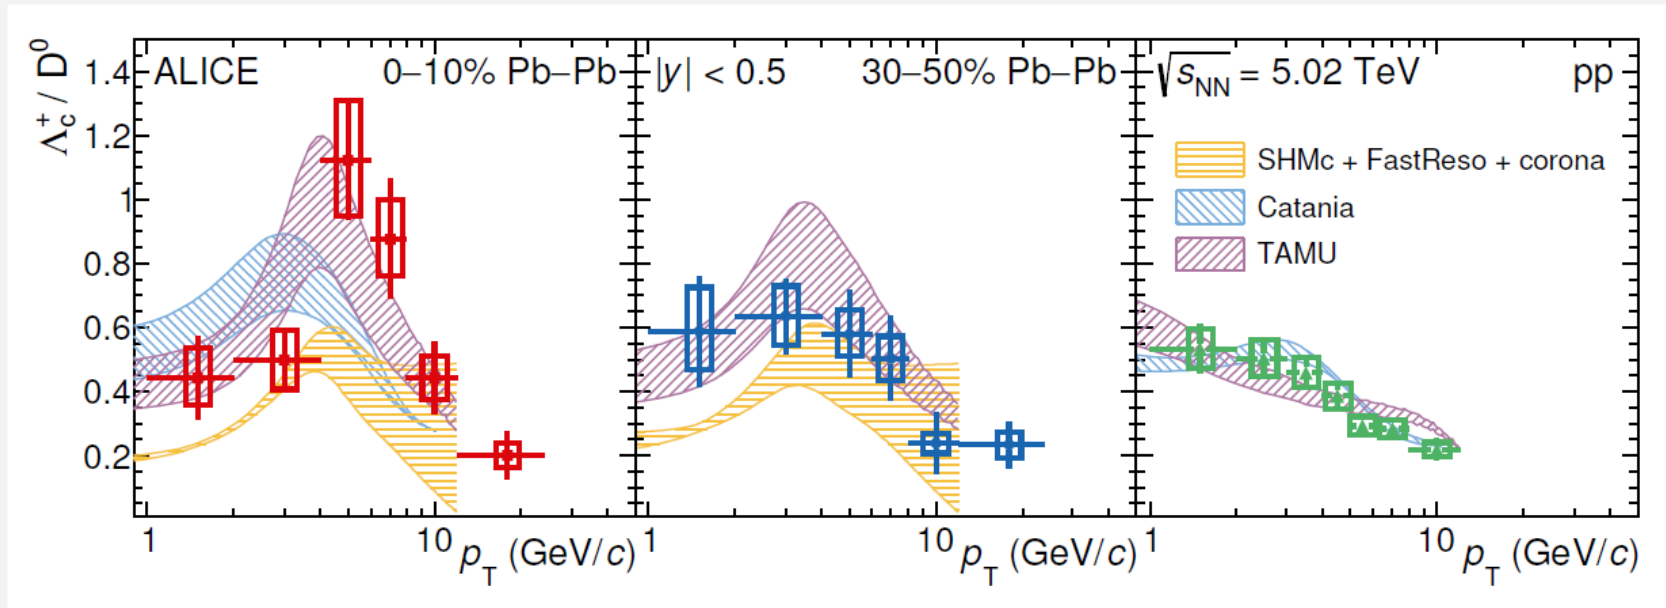 Λc+ / D0
1.4
1.2
1
0.8
0.6
0.4
0.2
ALICE
0–10% Pb–Pb
|y| < 0.5
30–50% Pb–Pb
√sNN = 5.02 TeV
pp
SHMc + FastReso + corona
Catania
TAMU
1
10
pT (GeV/c)
1
10
pT (GeV/c)
1
10
pT (GeV/c)